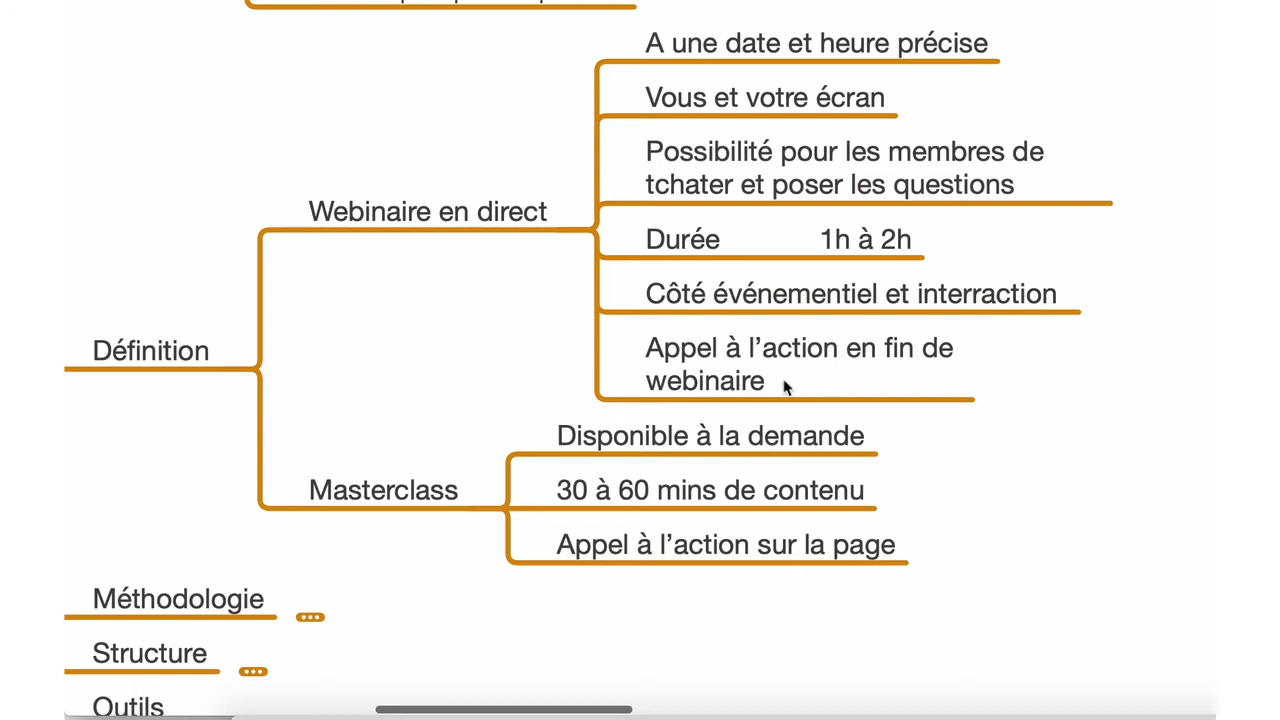 A une date et heure précise
Vous et votre écran
Possibilité pour les membres de
tchater et poser les questions
Webinaire en direct
Durée 1h à 2h
Côté événementiel et interraction
Définition
Appel à l’action en fin de
webinaire
Disponible à la demande
Masterclass
30 à 60 mins de contenu
Appel à l’action sur la page
Méthodologie
Structure
Outils